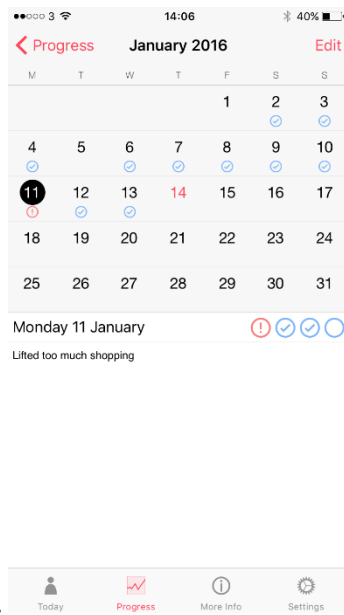 3 14:06 40%
Progress January 2016 Edit
M T W T F S S
1 2 3
4 5 6 7 8 9 10
11 12 13 14 15 16 17
18 19 20 21 22 23 24
25 26 27 28 29 30 31
Monday 11 January
Lifted too much shopping
Today Progress More Info Settings